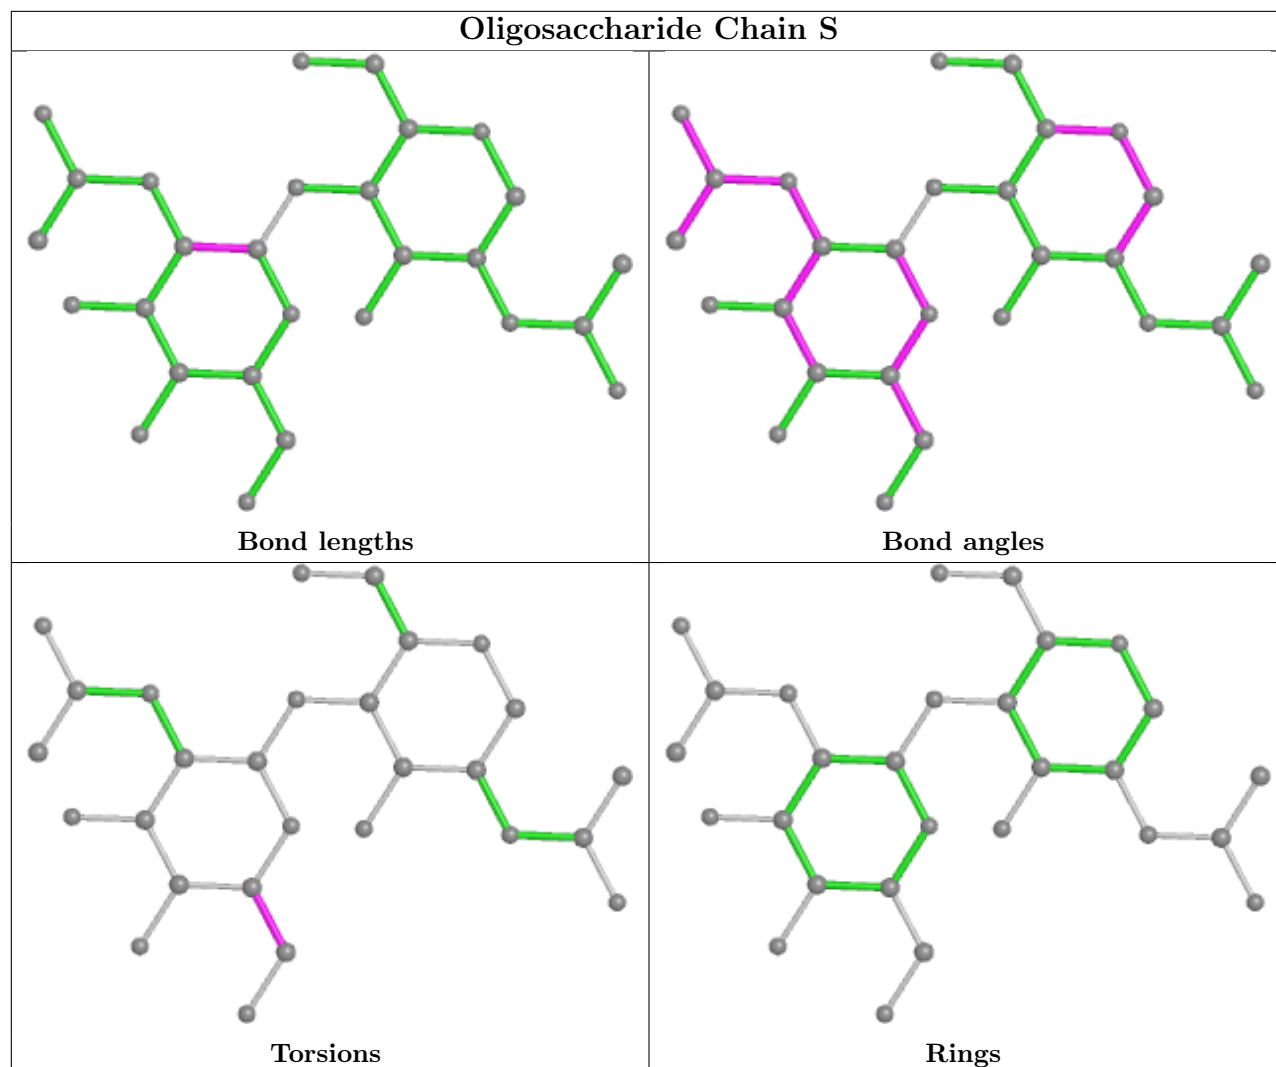 Oligosaccharide Chain S
Bond lengths
Bond angles
Torsions
Rings